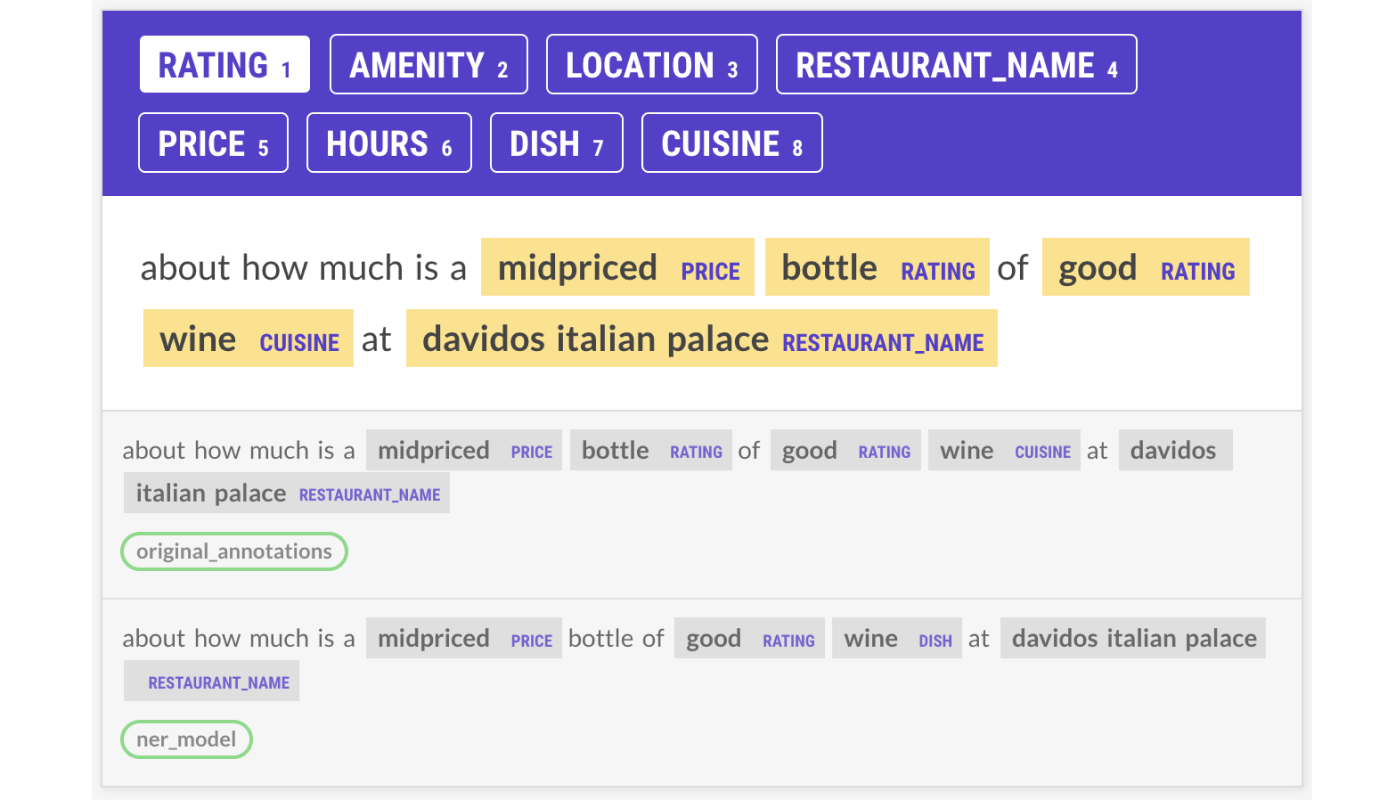 RATING 1 AMENITY 2 LOCATION 3 RESTAURANT_NAME 4
PRICE 5 HOURS 6 DISH 7 CUISINE 8
about how much is a midpriced PRICE bottle RATING of good RATING
wine CUISINE at davidos italian palace RESTAURANT_NAME
about how much is a midpriced PRICE bottle RATING of good RATING wine CUISINE at davidos
italian palace RESTAURANT_NAME
original_annotations
about how much is a midpriced PRICE bottle of good RATING wine DISH at davidos italian palace
RESTAURANT_NAME
ner_model